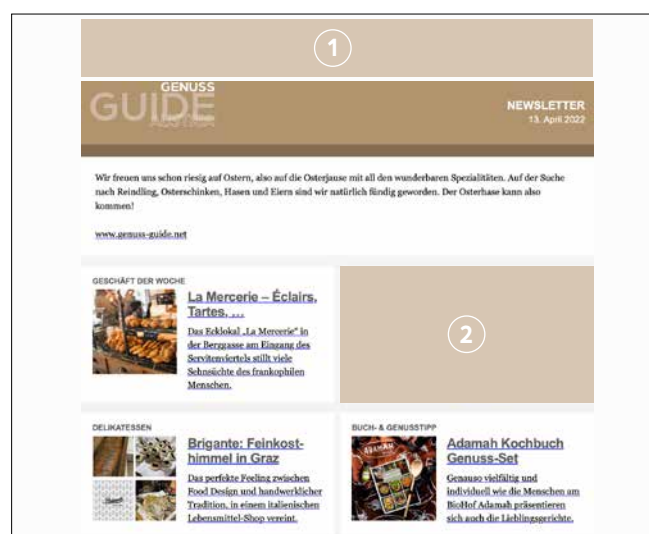 1
GENUSS
GUIDE
NEWSLETTER
13. April 2022
Wir freuen uns schon riesig auf Ostern, also auf die Osterjause mit all den wunderbaren Spezialitäten. Auf der Suche
nach Reindling, Osterschinken, Hasen und Eiern sind wir natürlich fündig geworden. Der Osterhase kann also
kommen!
www.genuss-guide.net
GESCHÄFT DER WOCHE
La Mercerie – Éclairs,
Tartes, …
Das Ecklokal „La Mercerie“ in
der Berggasse am Eingang des
Servitenviertels stillt viele
Sehnsüchte des frankophilen
Menschen.
2
DELIKATESSEN
Brigante: Feinkost-
himmel in Graz
Das perfekte Feeling zwischen
Food Design und handwerklicher
Tradition, in einem italienischen
Lebensmittel-Shop vereint.
BUCH- & GENUSSTIPP
ADAMAH
Adamah Kochbuch
Genuss-Set
Genauso vielfältig und
individuell wie die Menschen am
BioHof Adamah präsentieren
sich auch die Lieblingsgerichte.